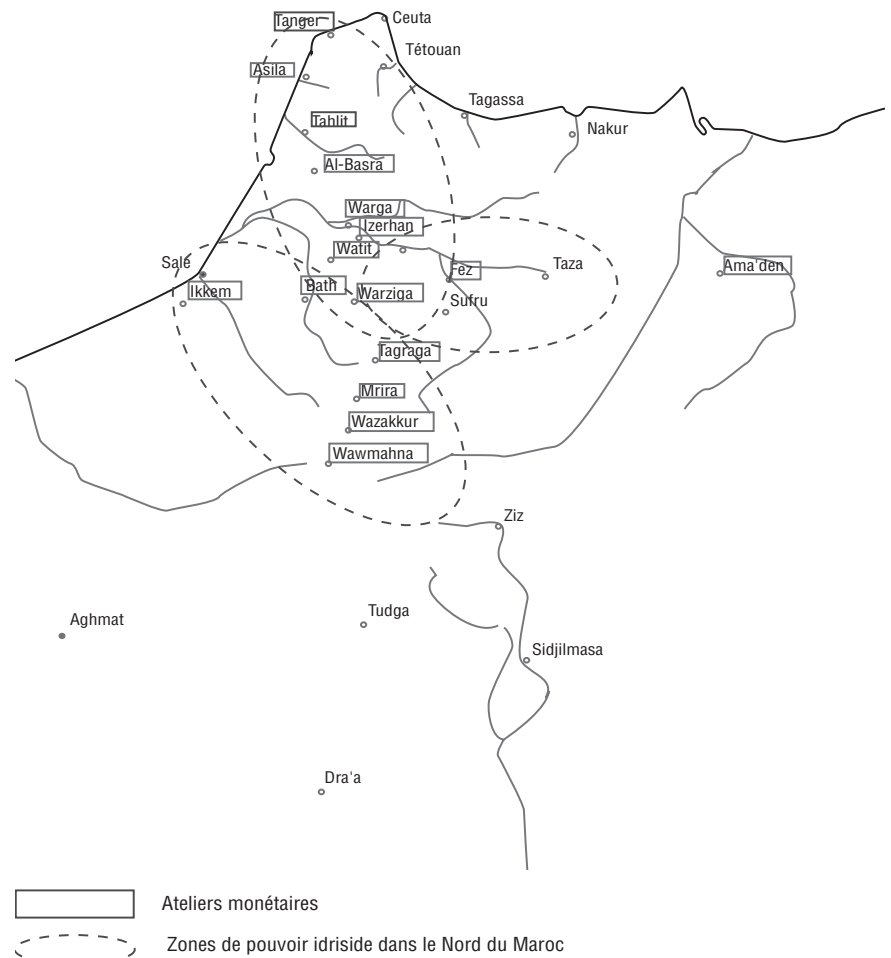 Tanger
Ceuta
Tétouan
Asila
Tagassa
Tahlit
Nakur
Al-Basra
Warga
Izerhan
Watit
Salé
Fez
Taza
Ama'den
Ikkem
Bath
Warziga
Sufru
Tagraga
Mrira
Wazakkur
Wawmahna
Ziz
Aghmat
Tudga
Sidjilmasa
Dra'a
Ateliers monétaires
Zones de pouvoir idriside dans le Nord du Maroc